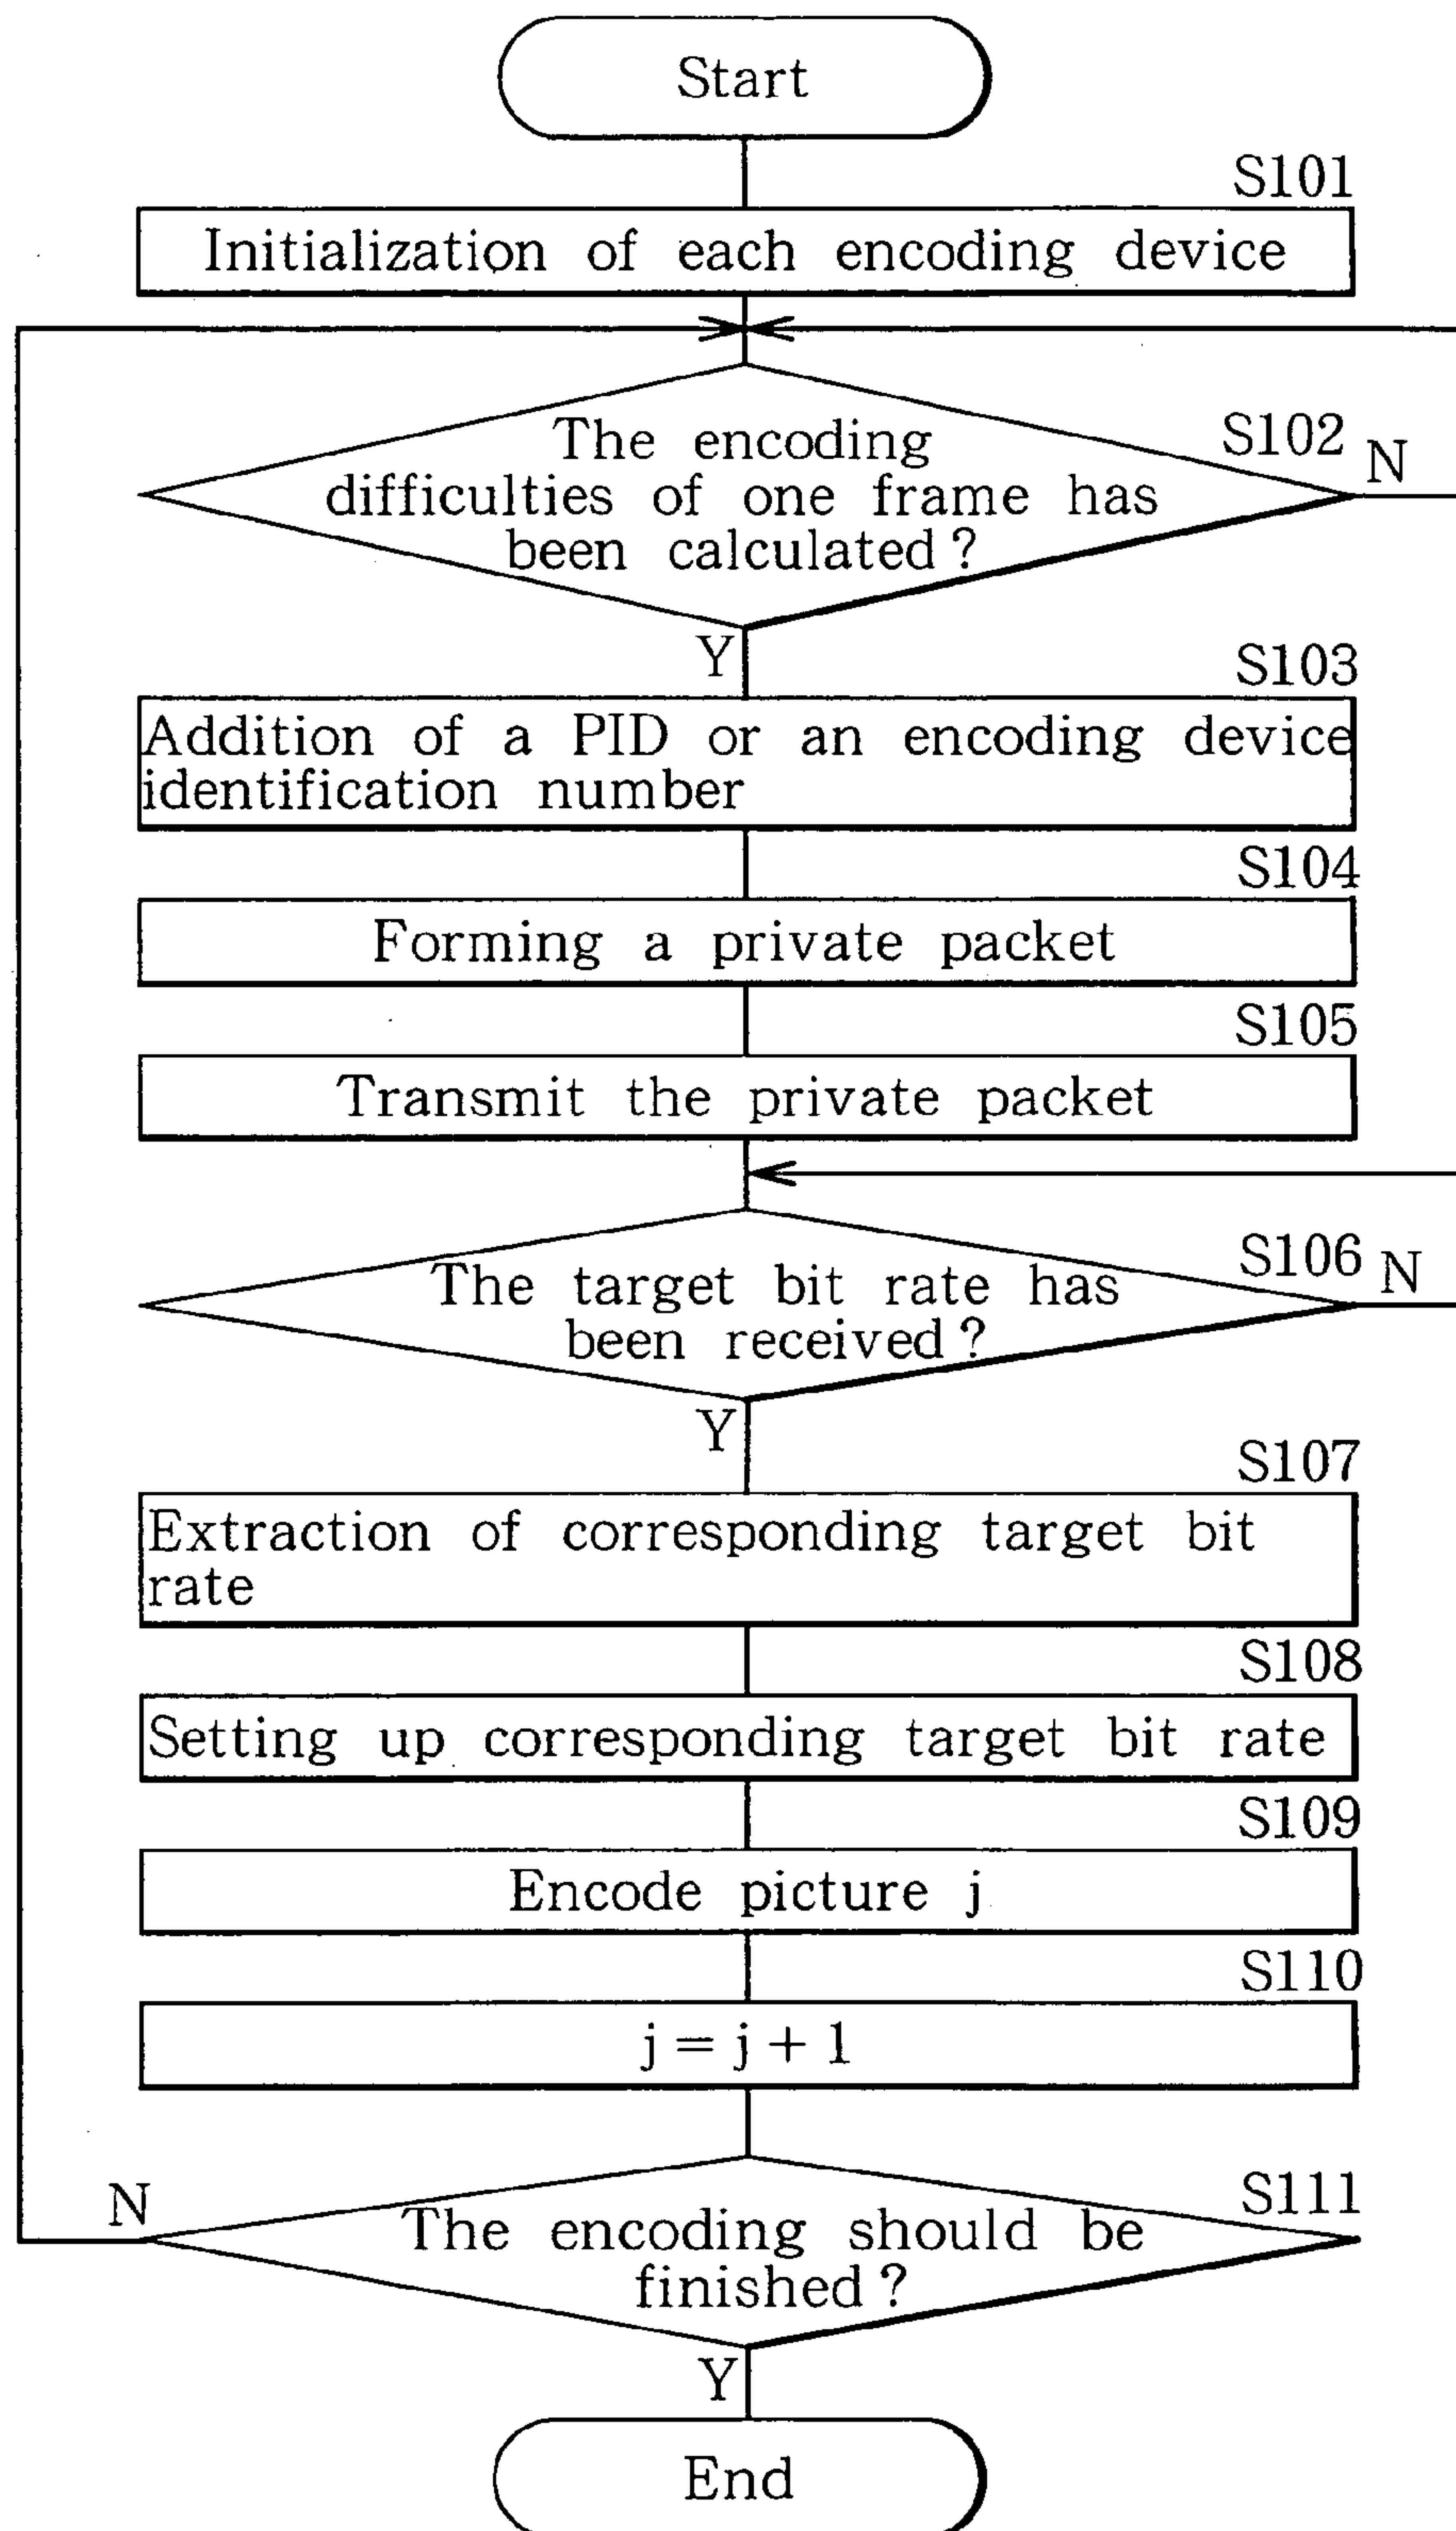 Start
S101
Initialization of each encoding device
The encoding
S102
N
difficulties of one frame has
been calculated?
Y
S103
Addition of a PID or an encoding device
identification number
S104
Forming a private packet
S105
Transmit the private packet
S106
N
The target bit rate has
been received?
Y
S107
Extraction of corresponding target bit
rate
S108
Setting up corresponding target bit rate
S109
Encode picture j
S110
j = j + 1
N
S111
The encoding should be
finished?
Y
End